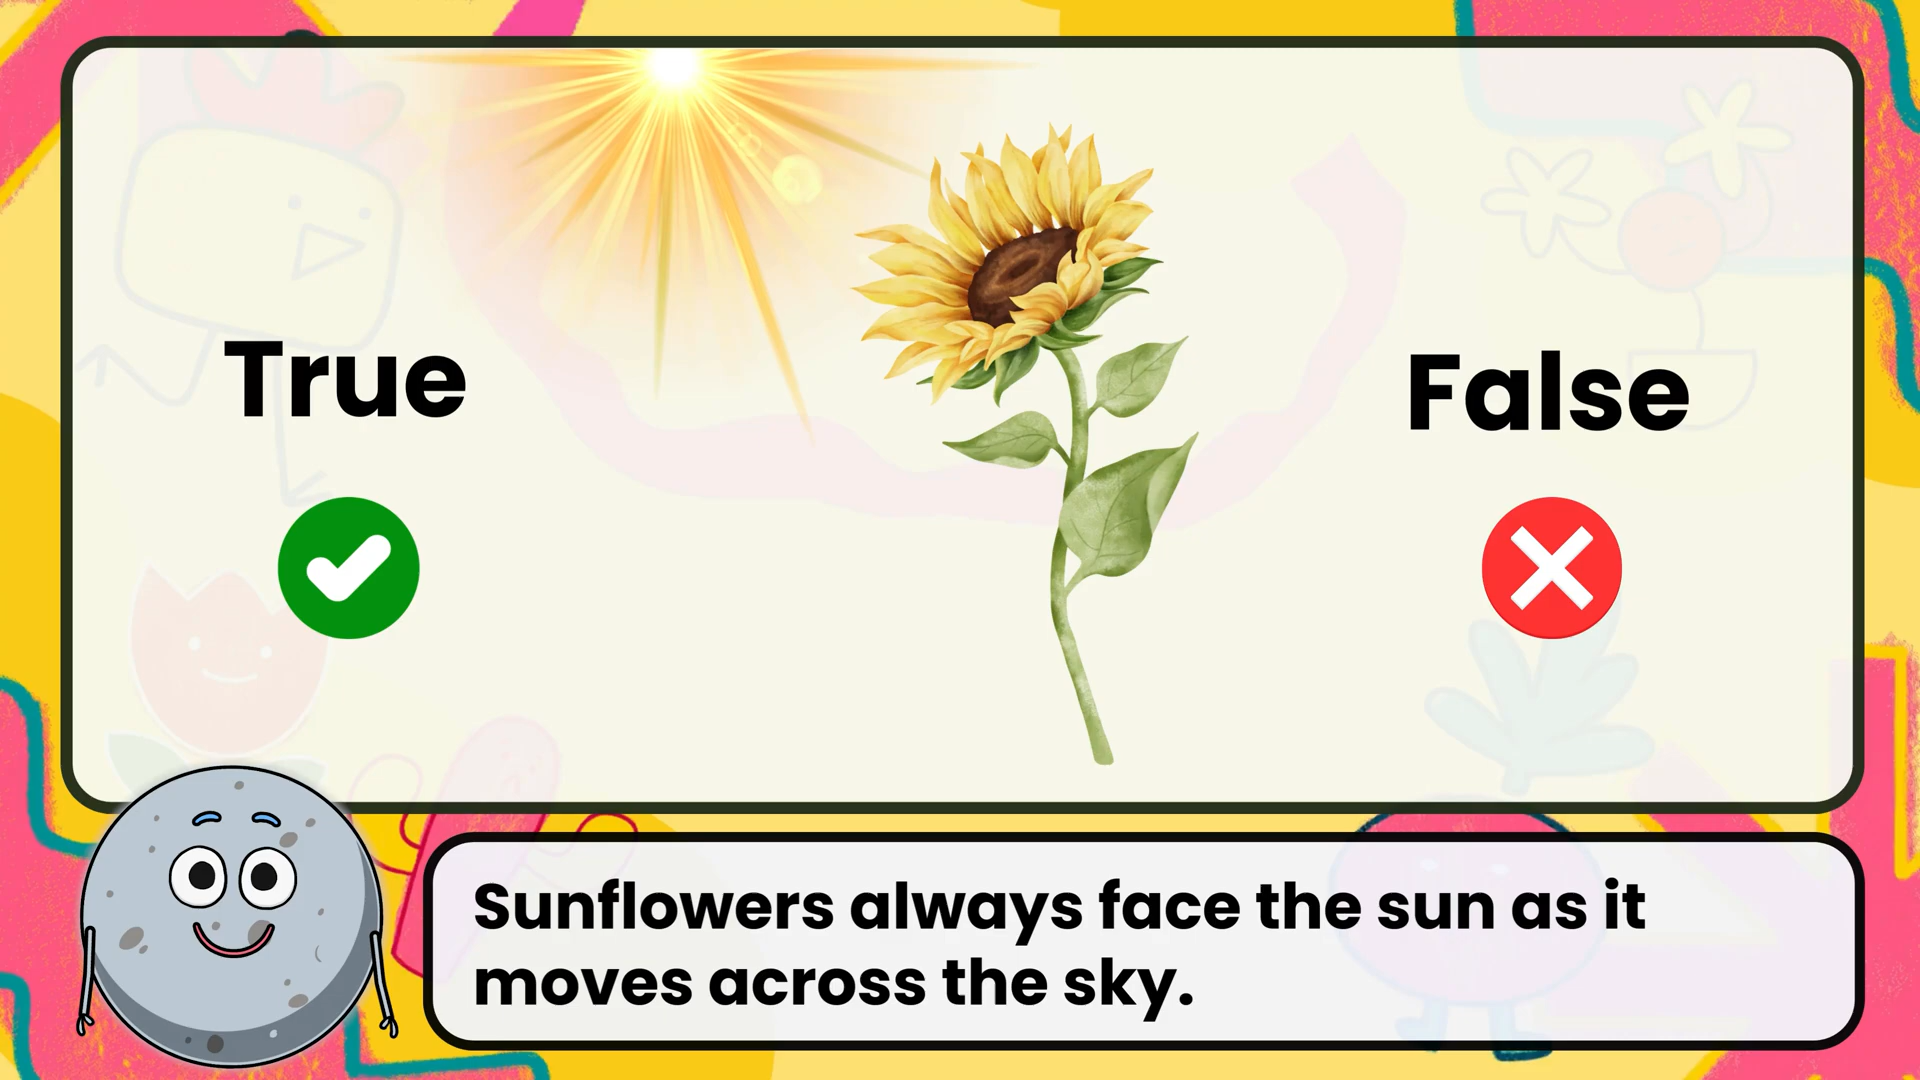 True
False
Sunflowers always face the sun as it
moves across the sky.